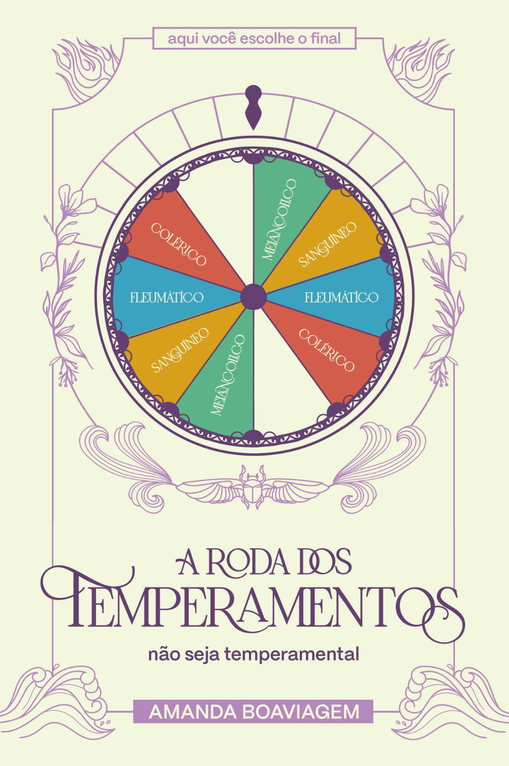 aqui você escolhe o final
MELANCÓLICO
COLÉRICO
SANGUÍNEO
FLEUMÁTICO
FLEUMÁTICO
SANGUÍNEO
COLÉRICO
MELANCÓLICO
A RODA DOS
TEMPERAMENTOS
não seja temperamental
AMANDA BOAVIAGEM